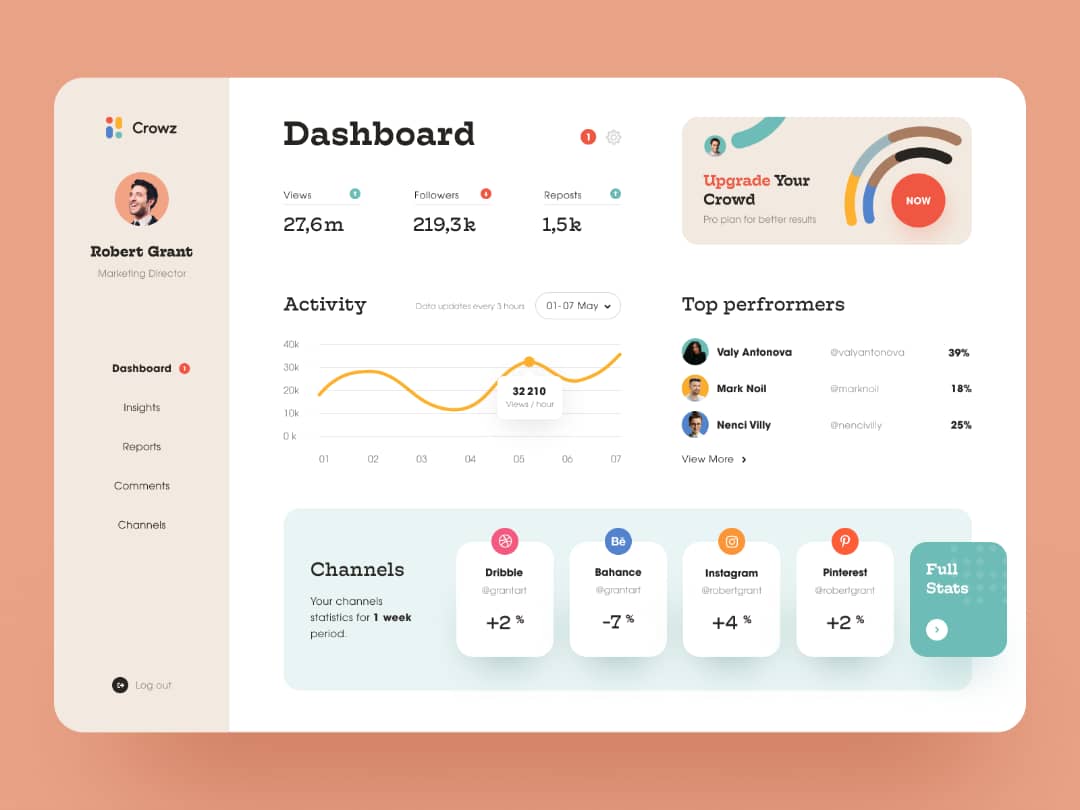 Crowz
Robert Grant
Marketing Director
Dashboard 1
Insights
Reports
Comments
Channels
Log out
Dashboard
1
Views
27,6m
Followers
219,3k
Reposts
1,5k
Upgrade Your
Crowd
Pro plan for better results
NOW
Activity
Data updates every 3 hours
01-07 May
40k
30k
20k
10k
0 k
32 210
Views / hour
01 02 03 04 05 06 07
Top perfromers
Valy Antonova @valyantonova 39%
Mark Noil @marknoil 18%
Nenci Villy @nencivilly 25%
View More
Channels
Your channels
statistics for 1 week
period.
Dribble
@grantart
+2 %
Bē
Bahance
@grantart
-7 %
Instagram
@robertgrant
+4 %
Pinterest
@robertgrant
+2 %
Full
Stats